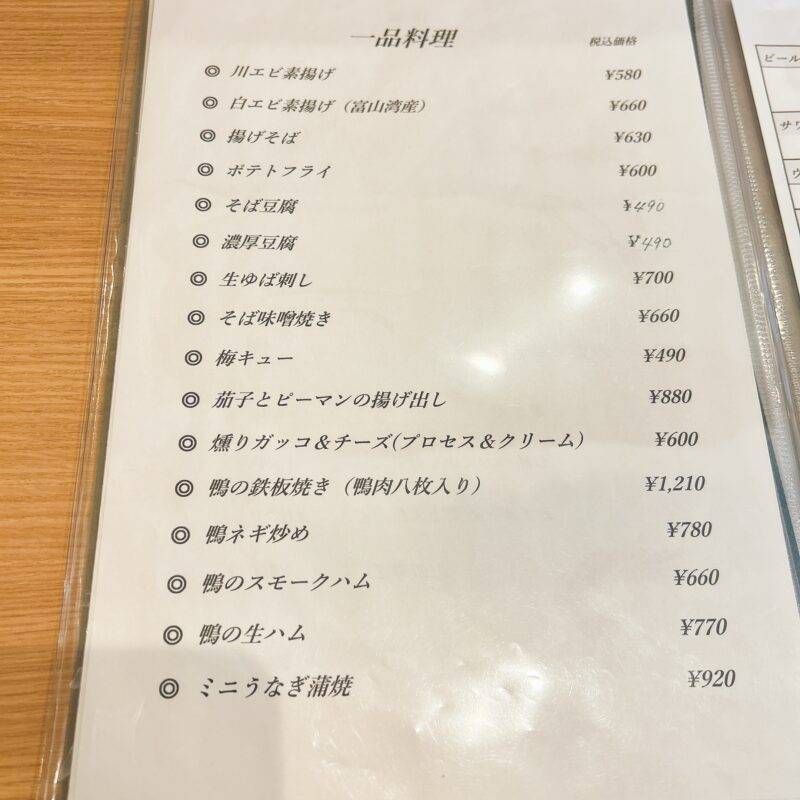 一品料理 税込価格
◎ 川エビ素揚げ ¥580
◎ 白エビ素揚げ（富山湾産） ¥660
◎ 揚げそば ¥630
◎ ポテトフライ ¥600
◎ そば豆腐 ¥490
◎ 濃厚豆腐 ¥490
◎ 生ゆば刺し ¥700
◎ そば味噌焼き ¥660
◎ 梅キュー ¥490
◎ 茄子とピーマンの揚げ出し ¥880
◎ 燻りガッコ＆チーズ(プロセス＆クリーム） ¥600
◎ 鴨の鉄板焼き（鴨肉八枚入り） ¥1,210
◎ 鴨ネギ炒め ¥780
◎ 鴨のスモークハム ¥660
◎ 鴨の生ハム ¥770
◎ ミニうなぎ蒲焼 ¥920
ビール
サワ
ウ